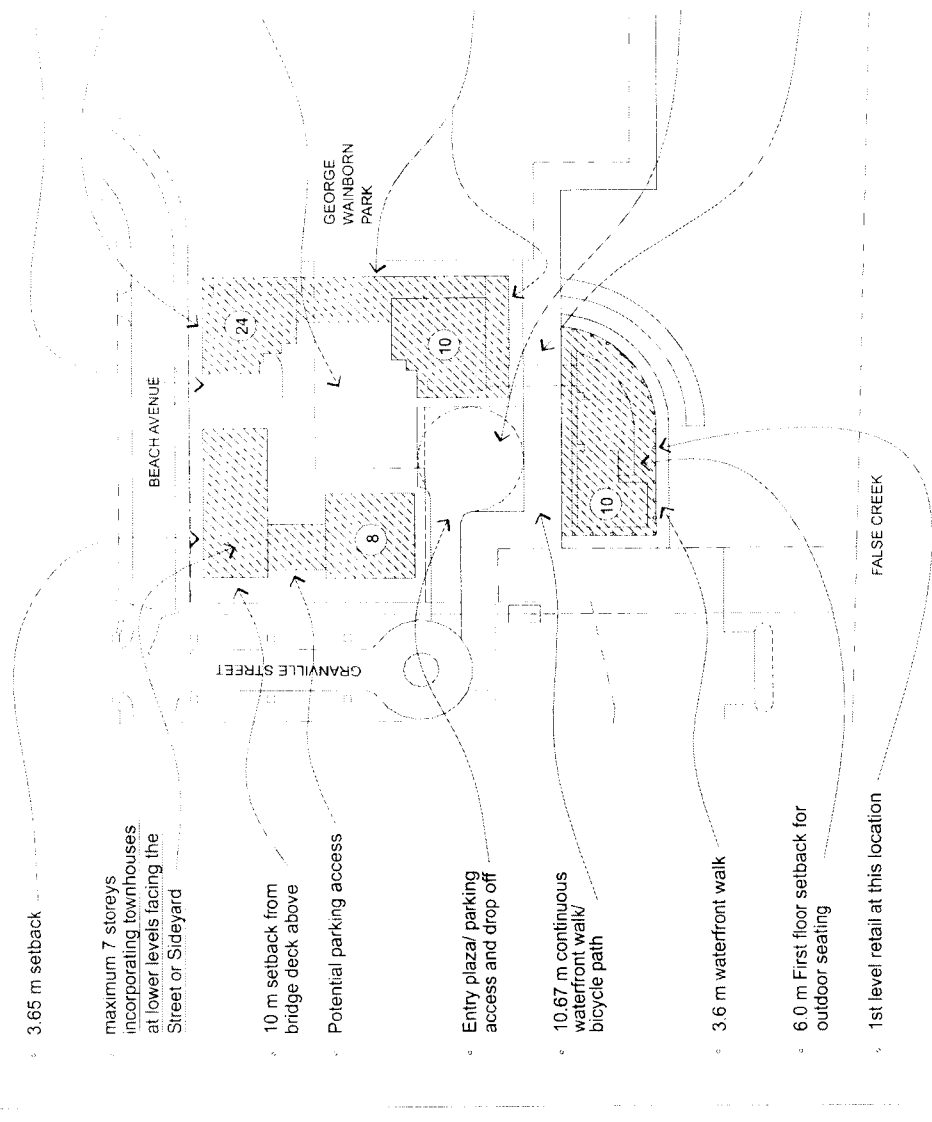 3.65 m setback
maximum 7 storeys
incorporating townhouses
at lower levels facing the
Street or Sideyard
10 m setback from
bridge deck above
Potential parking access
Entry plaza/ parking
access and drop off
10.67 m continuous
waterfront walk/
bicycle path
3.6 m waterfront walk
6.0 m First floor setback for
outdoor seating
1st level retail at this location
BEACH AVENUE
GRANVILLE STREET
GEORGE
WAINBORN
PARK
24
10
8
10
FALSE CREEK